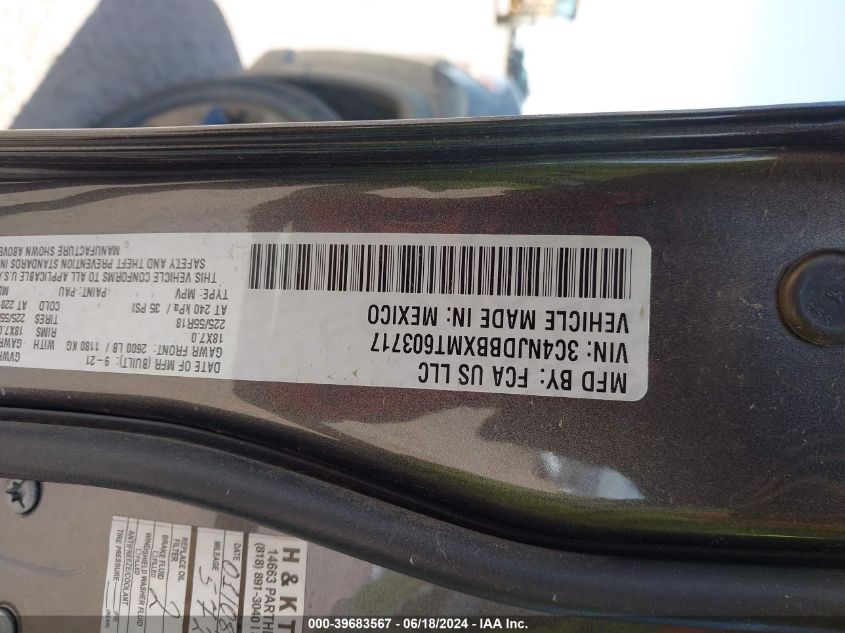 MFD BY: FCA US LLC
VIN: 3C4NJDBBXMT603717
VEHICLE MADE IN: MEXICO
DATE OF MFR (BUILT): 9-21
GAWR FRONT: 2600 LB / 1180 KG
18X7.0
225/55R18
AT 240 kPa / 35 PSI
TYPE: MPV PAINT: PAU
THIS VEHICLE CONFORMS TO ALL APPLICABLE U.S.
SAFETY AND THEFT PREVENTION STANDARDS IN
MANUFACTURE SHOWN ABOVE
WITH
RIMS
TIRES
COLD
H & K T
14663 PARTH
(818) 891-3040
DATE
MILEAGE
REPLACE OIL
FILTER
BRAKE FLUID
FILLED
WINDSHIELD WASHER FLUID
FILLED
ANTIFREEZE/COOLANT
TIRE PRESSURE
000-39683567 / 06/18/2024 / IAA Inc.